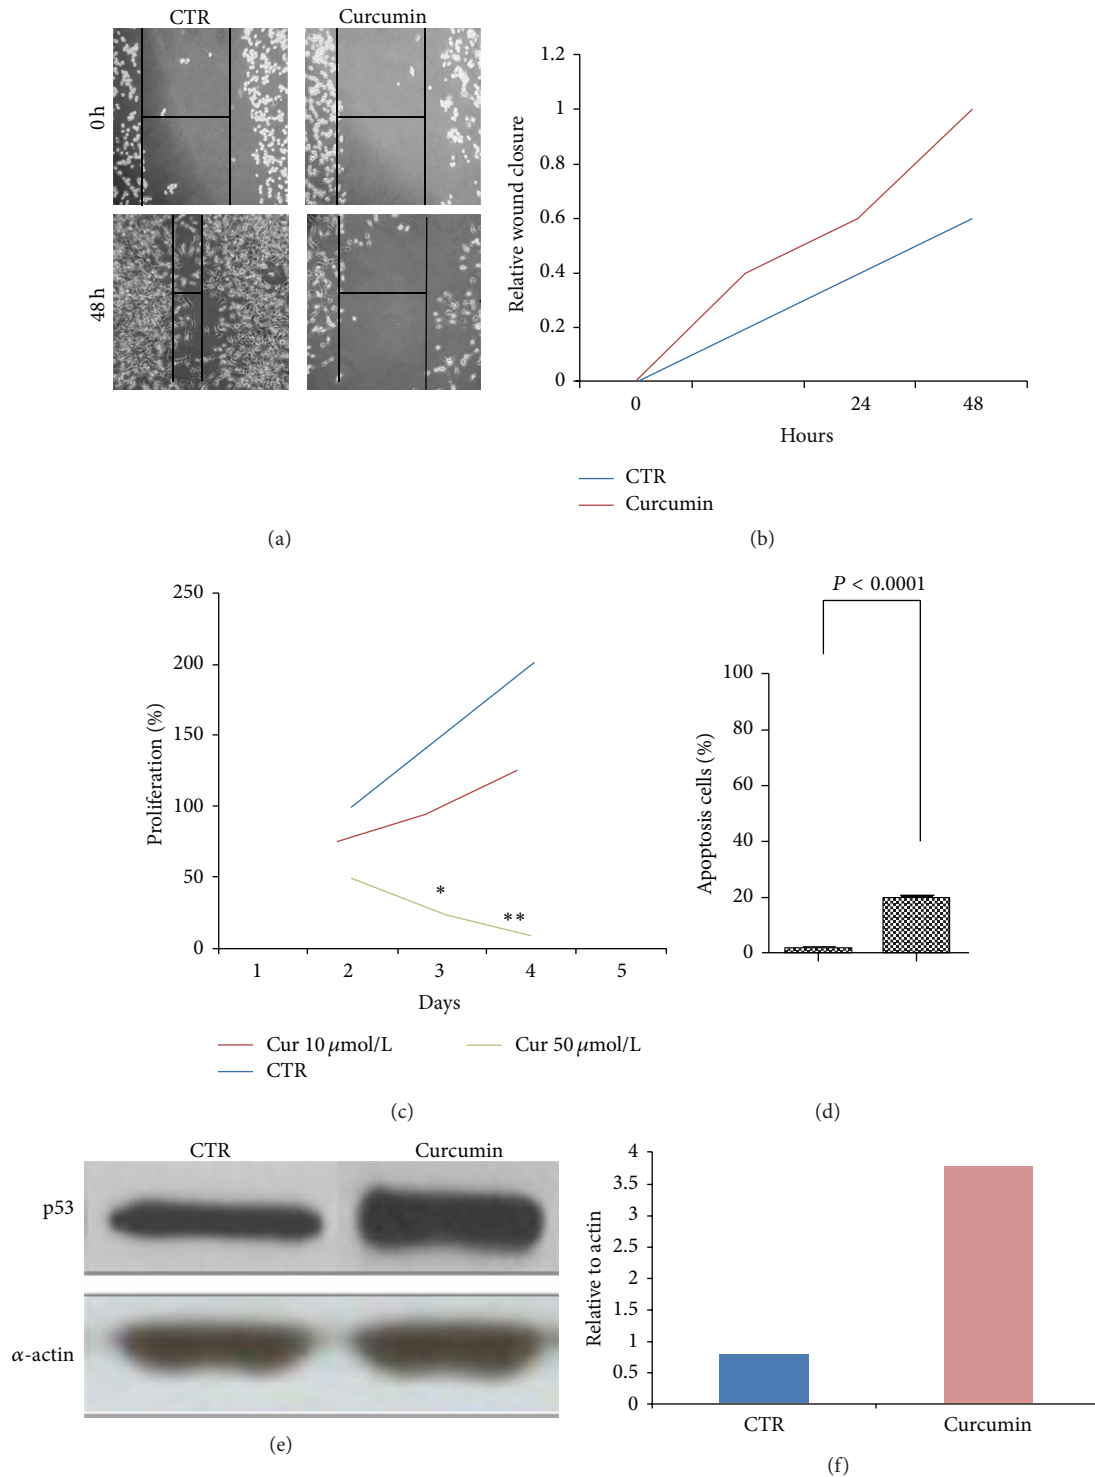 CTR
Curcumin
0 h
48 h
(a)
Relative wound closure
1.2
1
0.8
0.6
0.4
0.2
0
0
24
48
Hours
CTR
Curcumin
(b)
Proliferation (%)
250
200
150
100
50
0
*
**
1
2
3
4
5
Days
Cur 10 μmol/L
Cur 50 μmol/L
CTR
(c)
P < 0.0001
Apoptosis cells (%)
100
80
60
40
20
0
(d)
CTR
Curcumin
p53
α-actin
(e)
Relative to actin
4
3.5
3
2.5
2
1.5
1
0.5
0
CTR
Curcumin
(f)